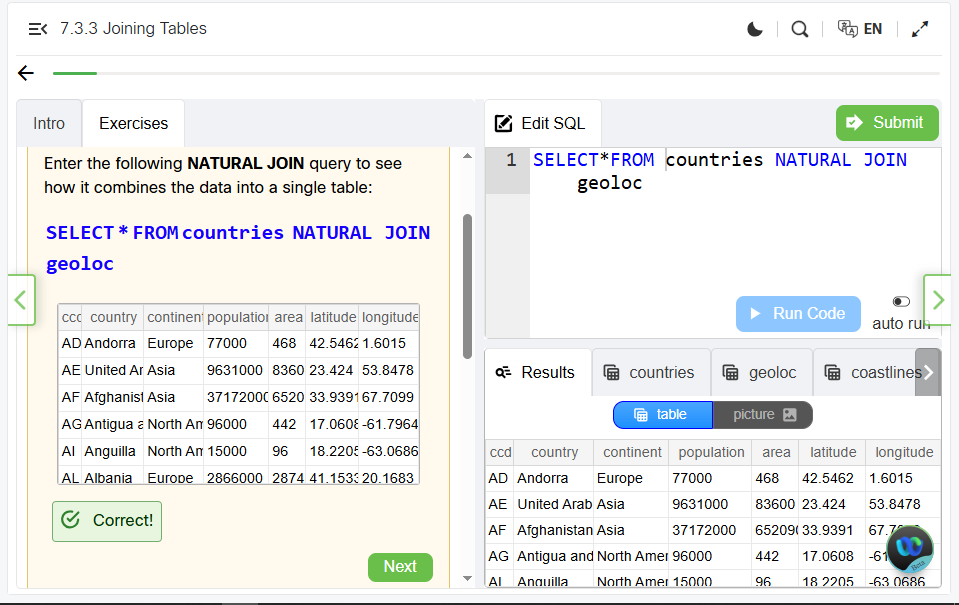 7.3.3 Joining Tables
EN
Intro
Exercises
Enter the following NATURAL JOIN query to see
how it combines the data into a single table:
SELECT * FROM countries NATURAL JOIN
geoloc
ccd country continent population area latitude longitude
AD Andorra Europe 77000 468 42.5462 1.6015
AE United Ar Asia 9631000 8360 23.424 53.8478
AF Afghanist Asia 37172000 6520 33.9391 67.7099
AG Antigua a North Am 96000 442 17.0608 -61.7964
AI Anguilla North Am 15000 96 18.2205 -63.0686
AL Albania Europe 2866000 2874 41.1533 20.1683
Correct!
Next
Edit SQL
Submit
1 SELECT*FROM countries NATURAL JOIN
geoloc
Run Code
auto run
Results
countries
geoloc
coastlines
table
picture
ccd country continent population area latitude longitude
AD Andorra Europe 77000 468 42.5462 1.6015
AE United Arab Asia 9631000 83600 23.424 53.8478
AF Afghanistan Asia 37172000 652090 33.9391
AG Antigua and North Amer 96000 442 17.0608
AI Anguilla North Amer 15000 96 18.2205 -63.0686
Beta